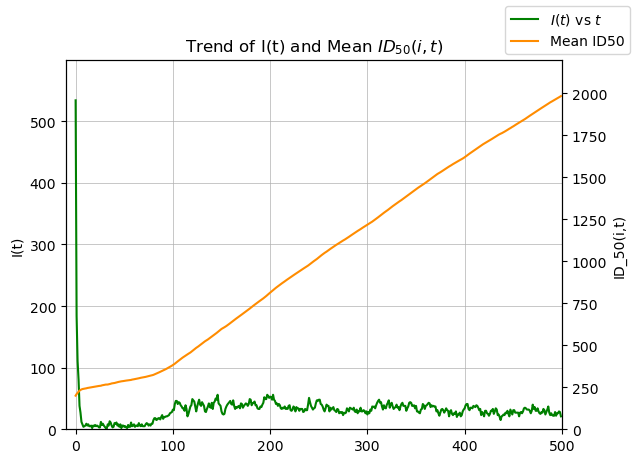 I(t) vs t
Mean ID50
Trend of I(t) and Mean ID₅₀(i, t)
I(t)
500
400
300
200
100
0
0 100 200 300 400 500
2000
1750
1500
1250
1000
750
500
250
0
ID_50(i,t)